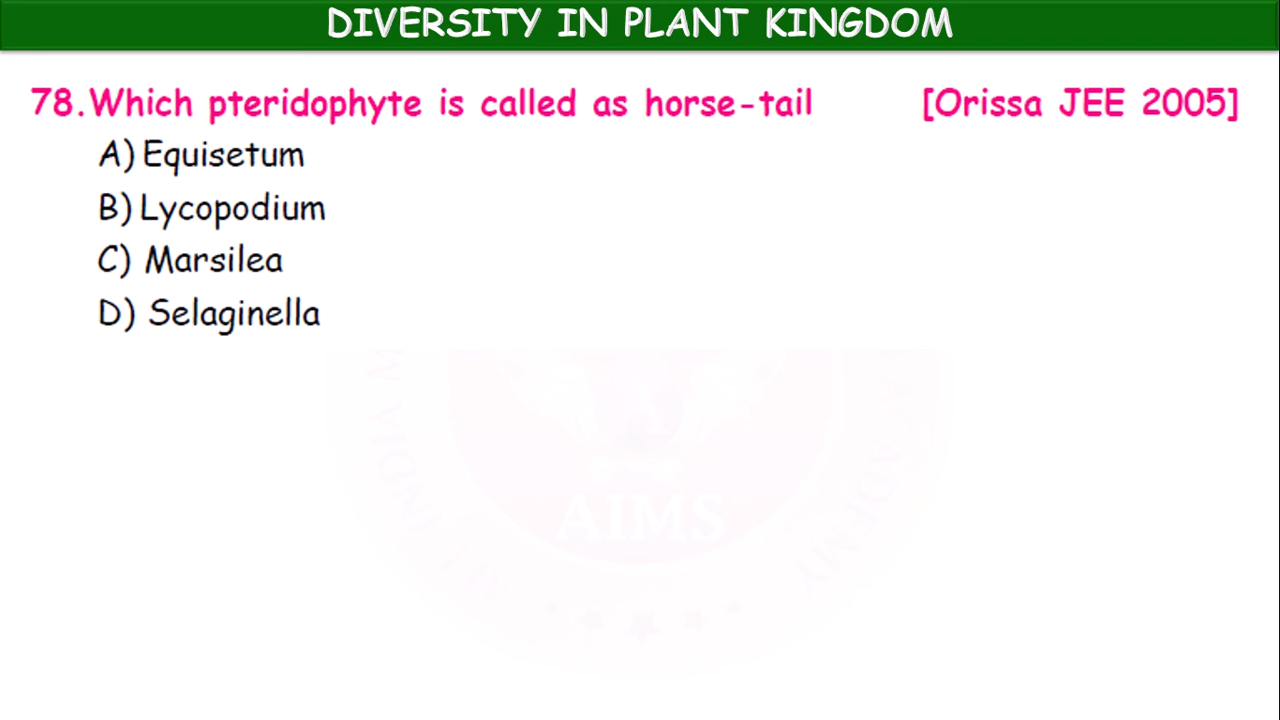 DIVERSITY IN PLANT KINGDOM
78.Which pteridophyte is called as horse-tail [Orissa JEE 2005]
A) Equisetum
B) Lycopodium
C) Marsilea
D) Selaginella
AIMS